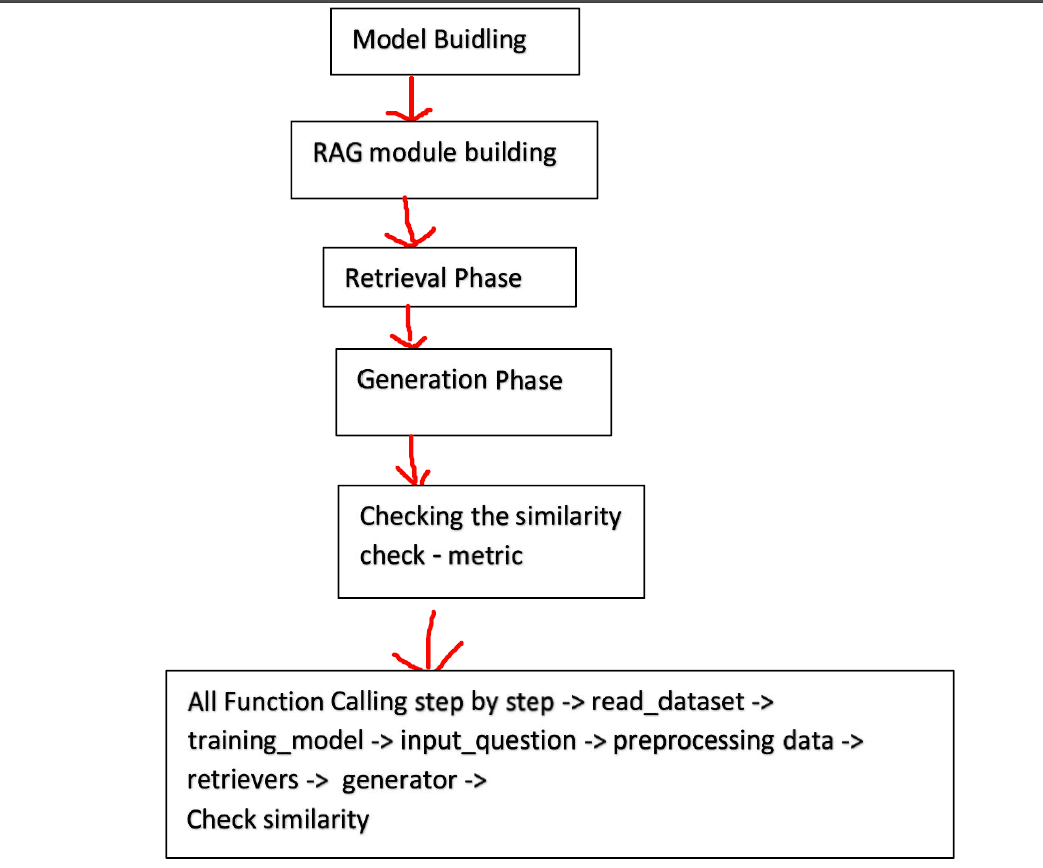 Model Buidling
RAG module building
Retrieval Phase
Generation Phase
Checking the similarity
check - metric
All Function Calling step by step -> read_dataset ->
training_model -> input_question -> preprocessing data ->
retrievers -> generator ->
Check similarity